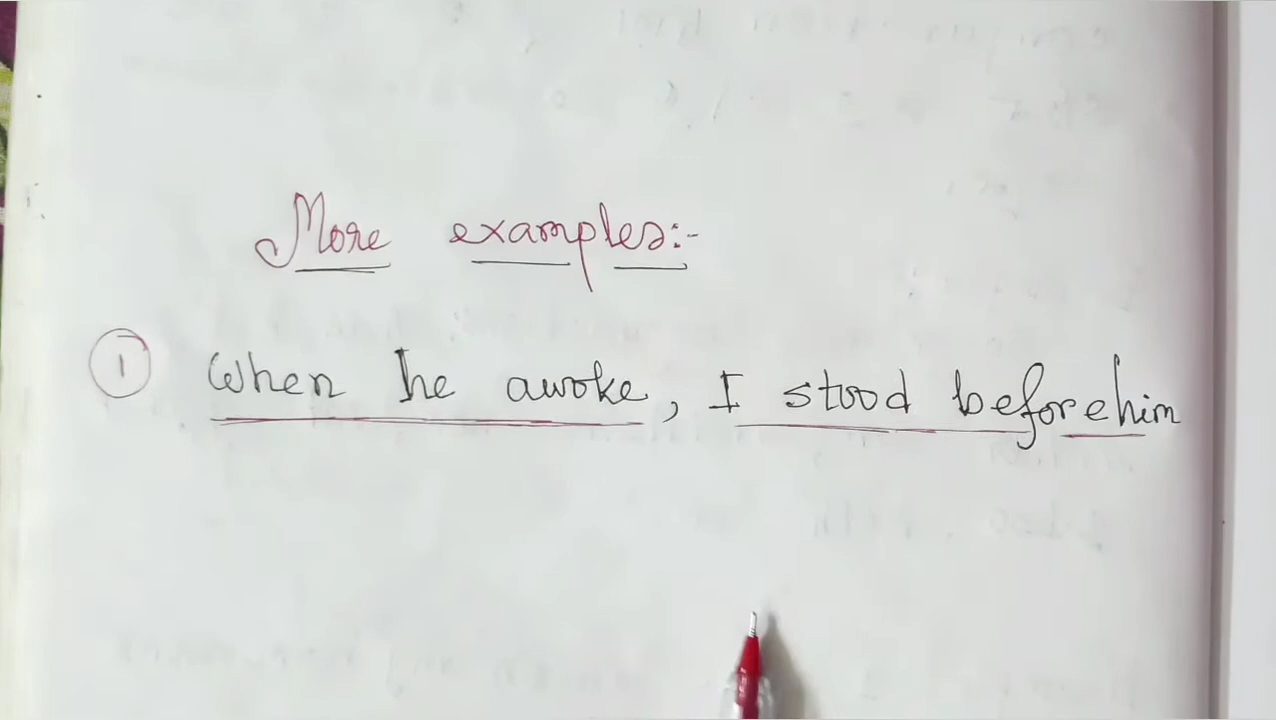 More examples:-
① When he awoke, I stood before him